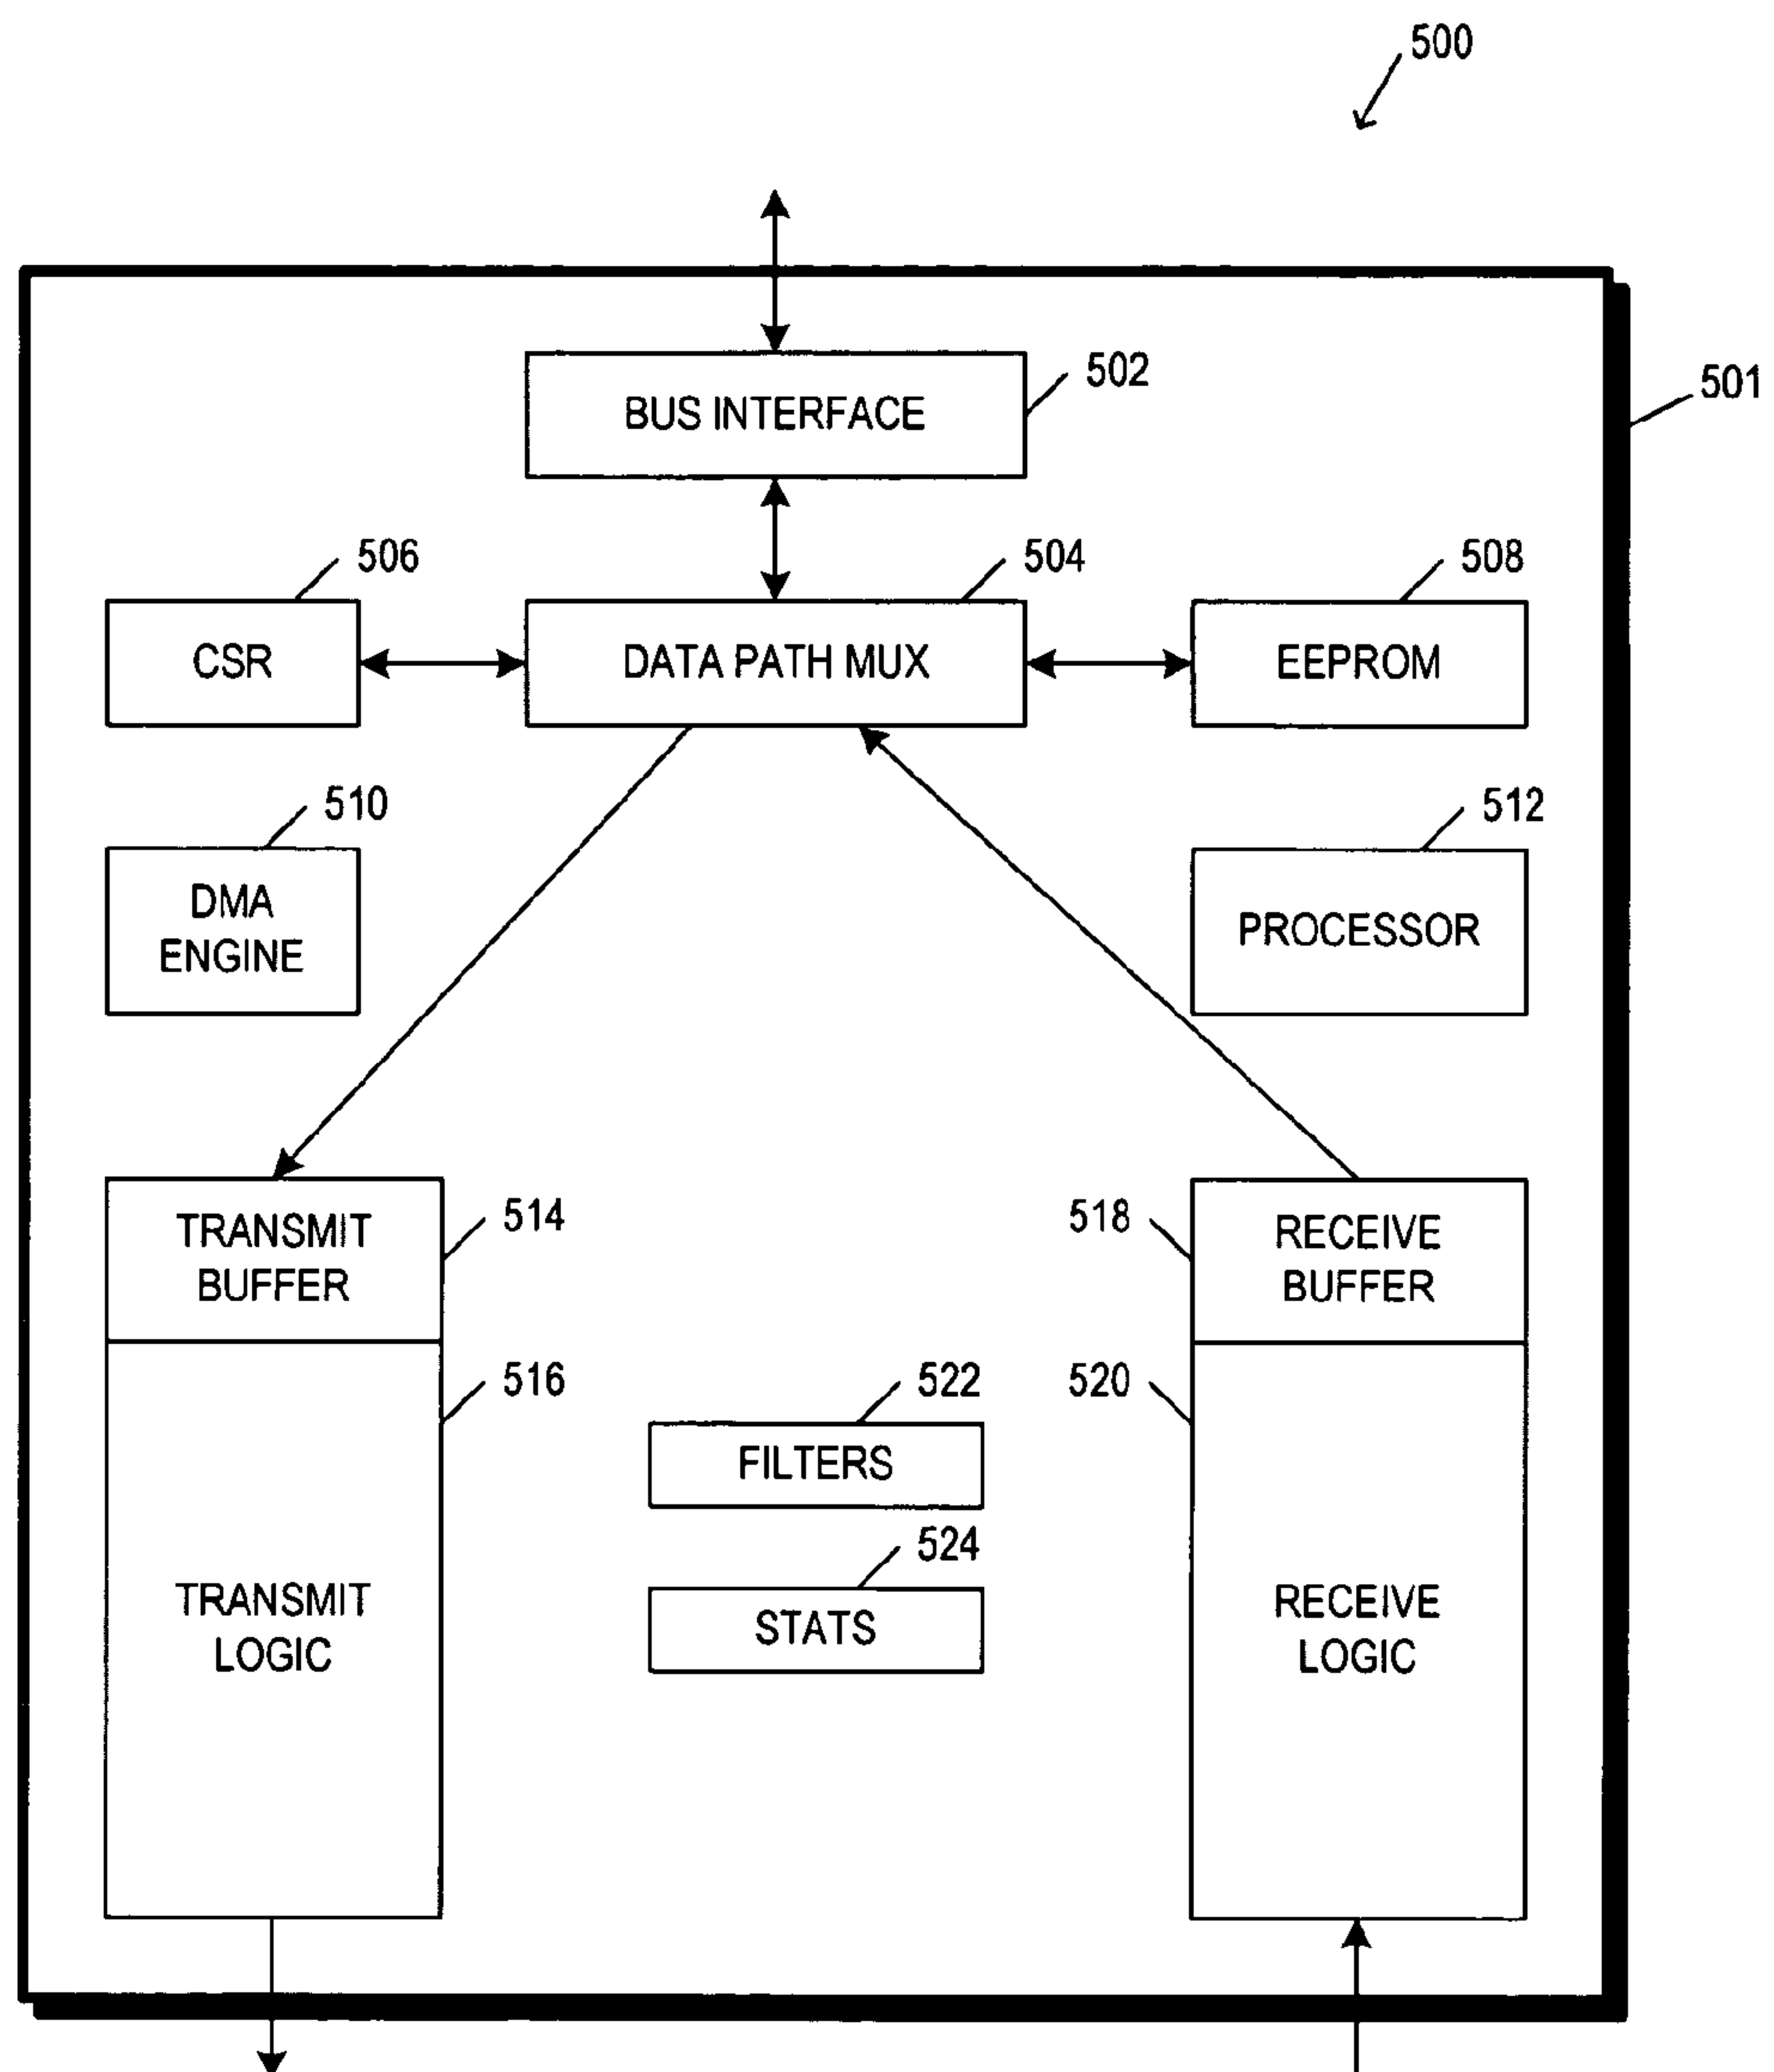 500
501
502
BUS INTERFACE
506
504
508
CSR
DATA PATH MUX
EEPROM
510
512
DMA
ENGINE
PROCESSOR
514
518
TRANSMIT
BUFFER
RECEIVE
BUFFER
516
522
520
FILTERS
524
TRANSMIT
LOGIC
STATS
RECEIVE
LOGIC